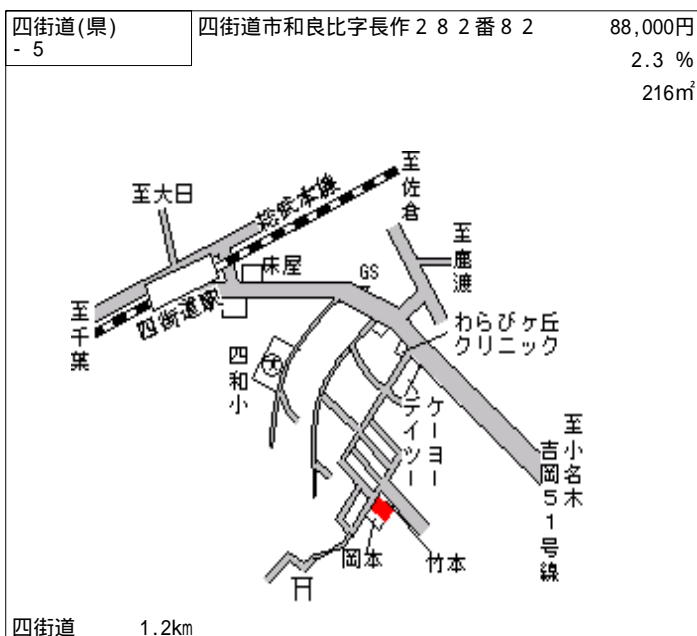 四街道(県)
- 5
四街道市和良比字長作２８２番８２
88,000円
2.3 %
216㎡
至佐倉
至大日
総武本線
至鹿渡
床屋
GS
四街道駅
至千葉
わらびヶ丘
クリニック
四和小
ケーヨー
デイツー
至小名木
吉岡５１号線
岡本
竹本
四街道
1.2km